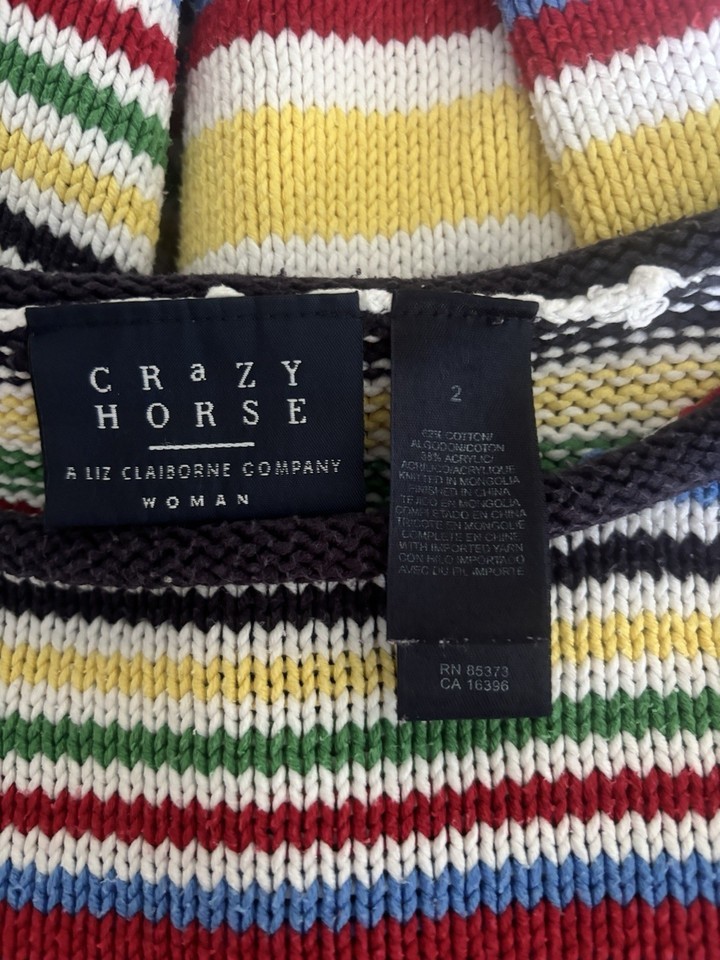 CRaZY
HORSE
A LIZ CLAIBORNE COMPANY
WOMAN
2
62% COTTON/
ALGODON/COTON
38% ACRYLIC/
ACRILICO/ACRYLIQUE
KNITTED IN MONGOLIA
FINISHED IN CHINA
TEJIDO EN MONGOLIA
COMPLETADO EN CHINA
TRICOTE EN MONGOLIE
COMPLETE EN CHINE
WITH IMPORTED YARN
CON HILO IMPORTADO
AVEC DU FIL IMPORTE
RN 85373
CA 16396